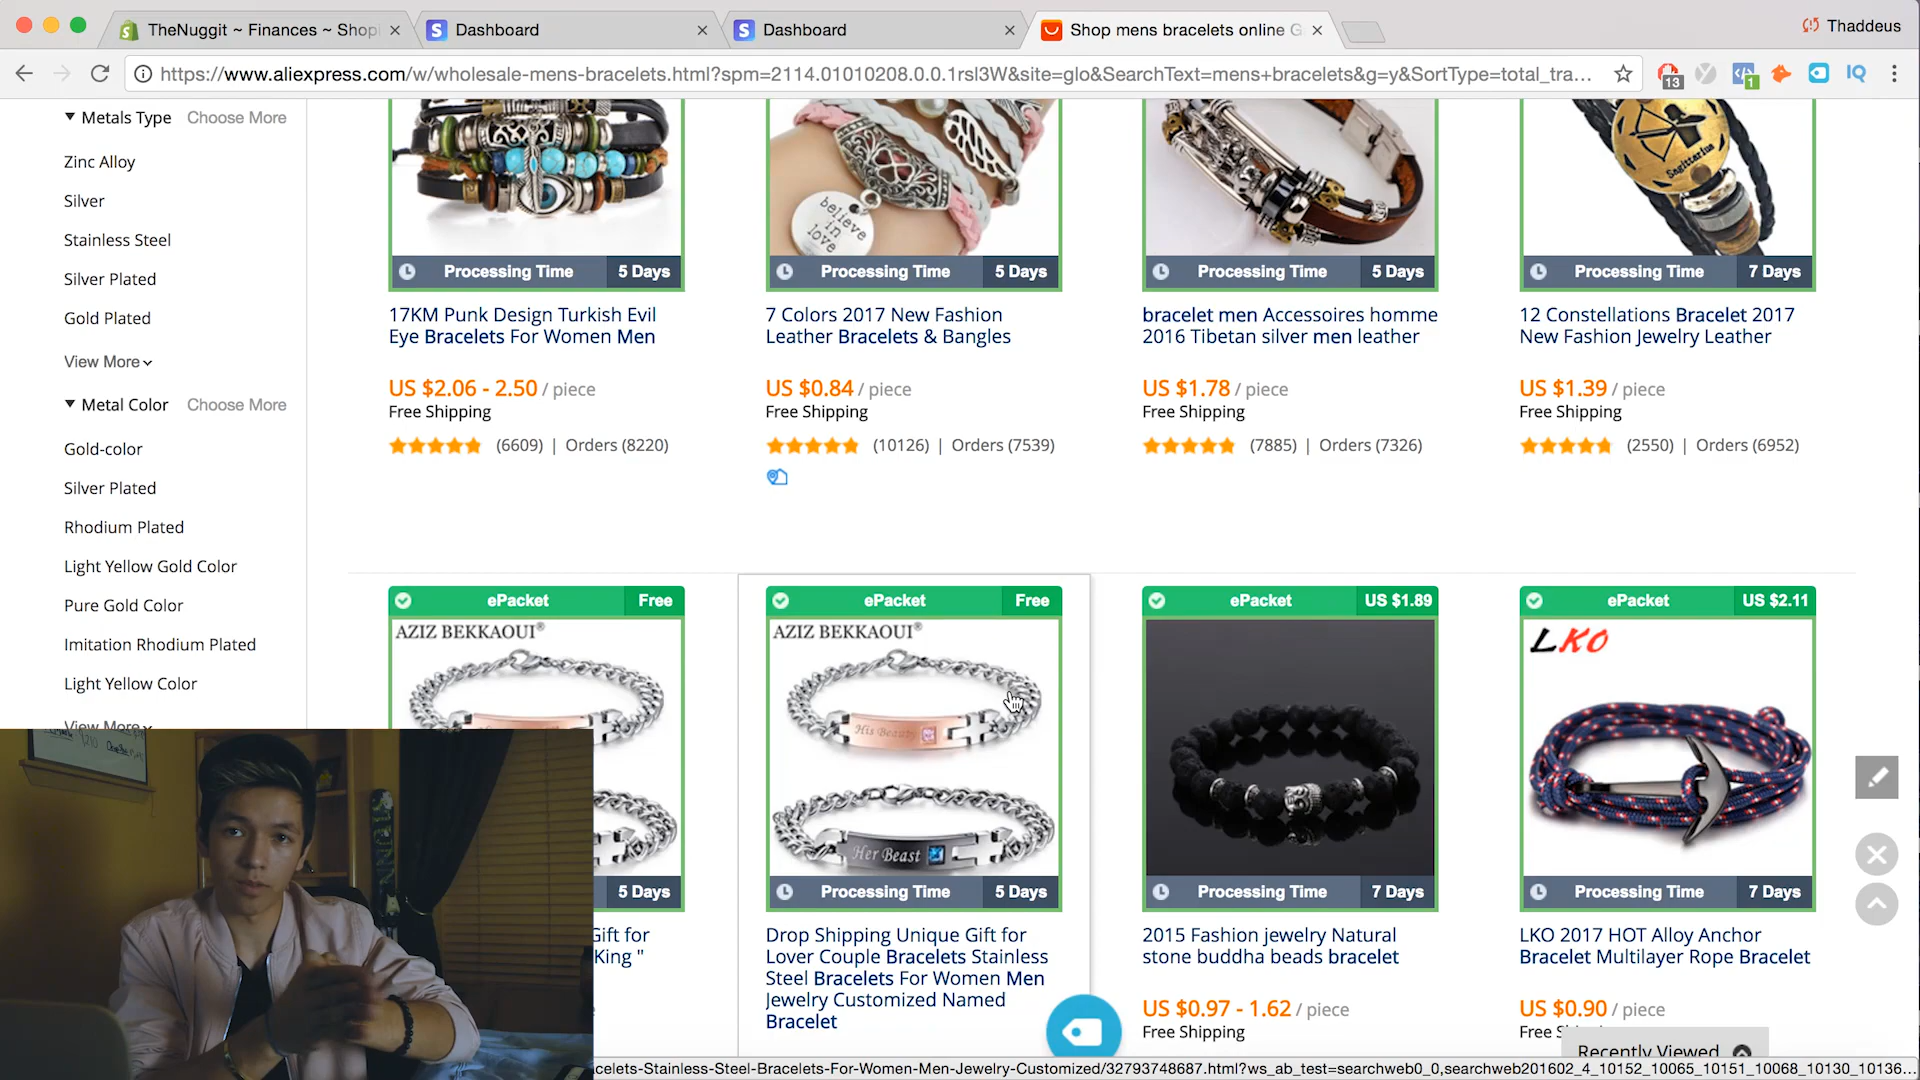 TheNuggit ~ Finances ~ Shopi
Dashboard
Dashboard
Shop mens bracelets online G
Thaddeus
https://www.aliexpress.com/w/wholesale-mens-bracelets.html?spm=2114.01010208.0.0.1rsl3W&site=glo&SearchText=mens+bracelets&g=y&SortType=total_tra...
13
1
IQ
Metals Type Choose More
Zinc Alloy
Silver
Stainless Steel
Silver Plated
Gold Plated
View More
Metal Color Choose More
Gold-color
Silver Plated
Rhodium Plated
Light Yellow Gold Color
Pure Gold Color
Imitation Rhodium Plated
Light Yellow Color
View More
believe
in
love
Sagittarius
Processing Time 5 Days
Processing Time 5 Days
Processing Time 5 Days
Processing Time 7 Days
17KM Punk Design Turkish Evil
Eye Bracelets For Women Men
US $2.06 - 2.50 / piece
Free Shipping
(6609) | Orders (8220)
7 Colors 2017 New Fashion
Leather Bracelets & Bangles
US $0.84 / piece
Free Shipping
(10126) | Orders (7539)
bracelet men Accessoires homme
2016 Tibetan silver men leather
US $1.78 / piece
Free Shipping
(7885) | Orders (7326)
12 Constellations Bracelet 2017
New Fashion Jewelry Leather
US $1.39 / piece
Free Shipping
(2550) | Orders (6952)
ePacket Free
AZIZ BEKKAOUI®
5 Days
Gift for
King "
ePacket Free
AZIZ BEKKAOUI®
His Beauty
Her Beast
Processing Time 5 Days
Drop Shipping Unique Gift for
Lover Couple Bracelets Stainless
Steel Bracelets For Women Men
Jewelry Customized Named
Bracelet
ePacket US $1.89
Processing Time 7 Days
2015 Fashion jewelry Natural
stone buddha beads bracelet
US $0.97 - 1.62 / piece
Free Shipping
ePacket US $2.11
LKO
Processing Time 7 Days
LKO 2017 HOT Alloy Anchor
Bracelet Multilayer Rope Bracelet
US $0.90 / piece
Free
Recently Viewed
celets-Stainless-Steel-Bracelets-For-Women-Men-Jewelry-Customized/32793748687.html?ws_ab_test=searchweb0_0,searchweb201602_4_10152_10065_10151_10068_10130_10136...